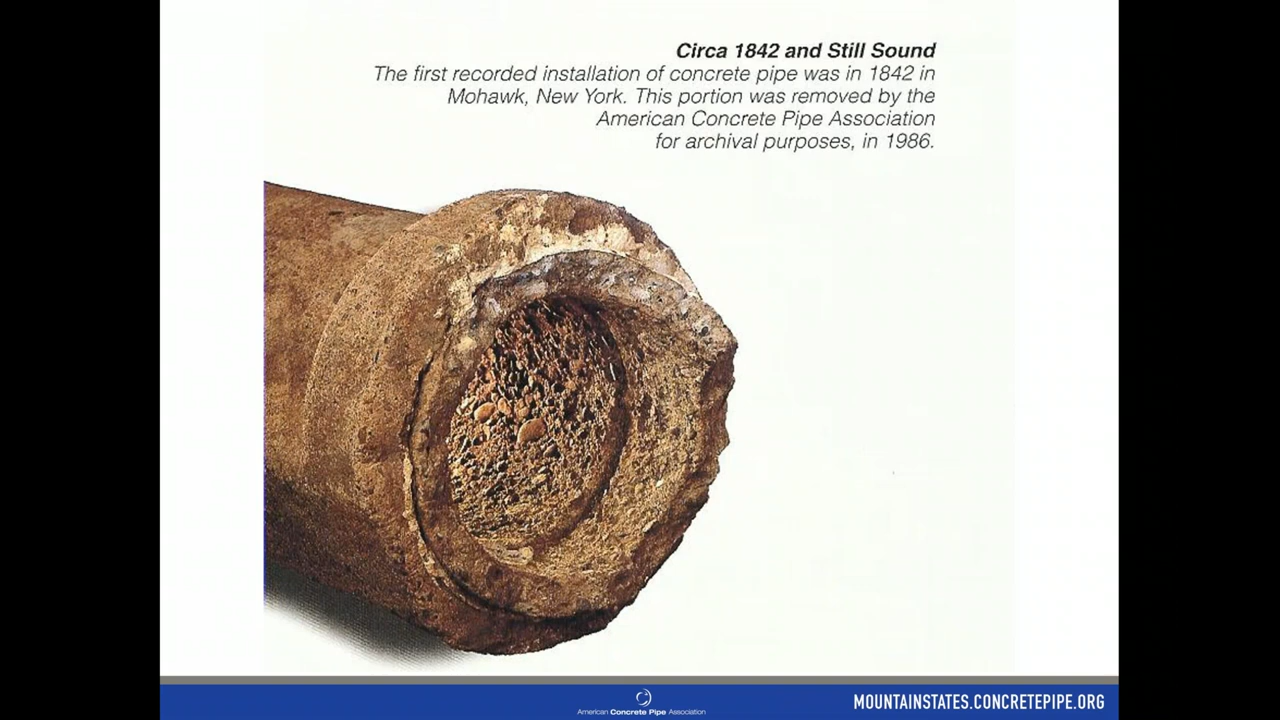 Circa 1842 and Still Sound
The first recorded installation of concrete pipe was in 1842 in
Mohawk, New York. This portion was removed by the
American Concrete Pipe Association
for archival purposes, in 1986.
American Concrete Pipe Association
MOUNTAINSTATES.CONCRETEPIPE.ORG